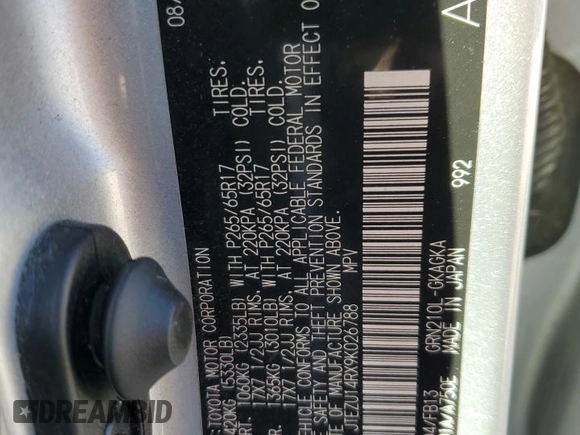 08/
TOYOTA MOTOR CORPORATION
420KG (5330LB)
1060KG (2335LB) WITH P265/65R17 TIRES,
17X7 1/2JJ RIMS, AT 220KPA (32PSI) COLD.
1365KG (3010LB) WITH P265/65R17 TIRES,
17X7 1/2JJ RIMS, AT 220KPA (32PSI) COLD.
VEHICLE CONFORMS TO ALL APPLICABLE FEDERAL MOTOR
SAFETY AND THEFT PREVENTION STANDARDS IN EFFECT O
OF MANUFACTURE SHOWN ABOVE.
MPV
992
GRN210L GKAGKA
MADE IN JAPAN
A
bidcars